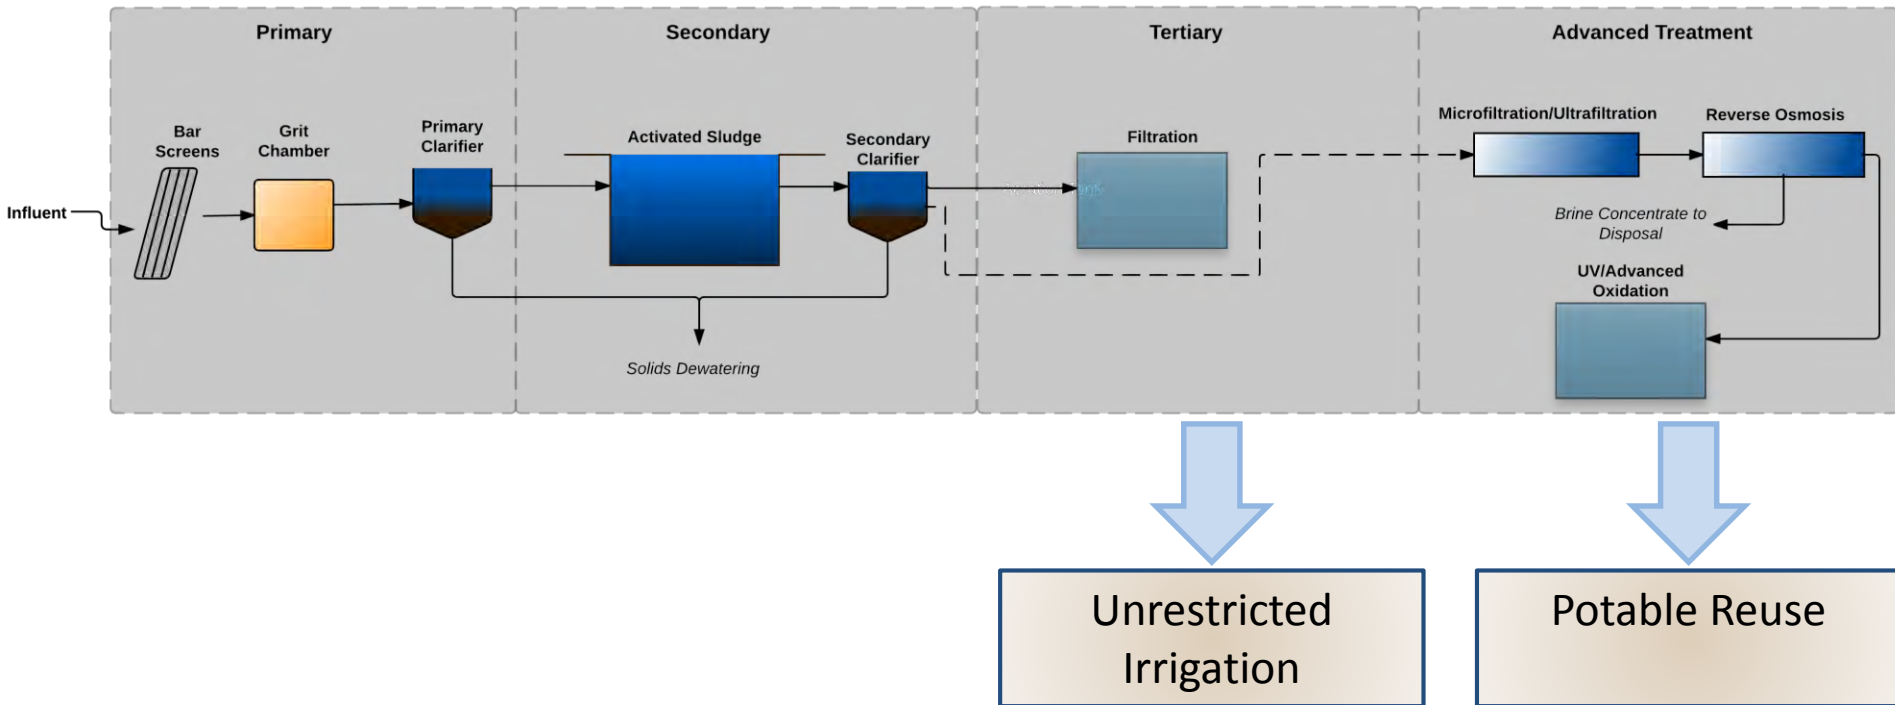 Primary
Secondary
Tertiary
Advanced Treatment
Influent
Bar
Screens
Grit
Chamber
Primary
Clarifier
Activated Sludge
Secondary
Clarifier
Solids Dewatering
Filtration
Microfiltration/Ultrafiltration
Reverse Osmosis
Brine Concentrate to
Disposal
UV/Advanced
Oxidation
Unrestricted
Irrigation
Potable Reuse